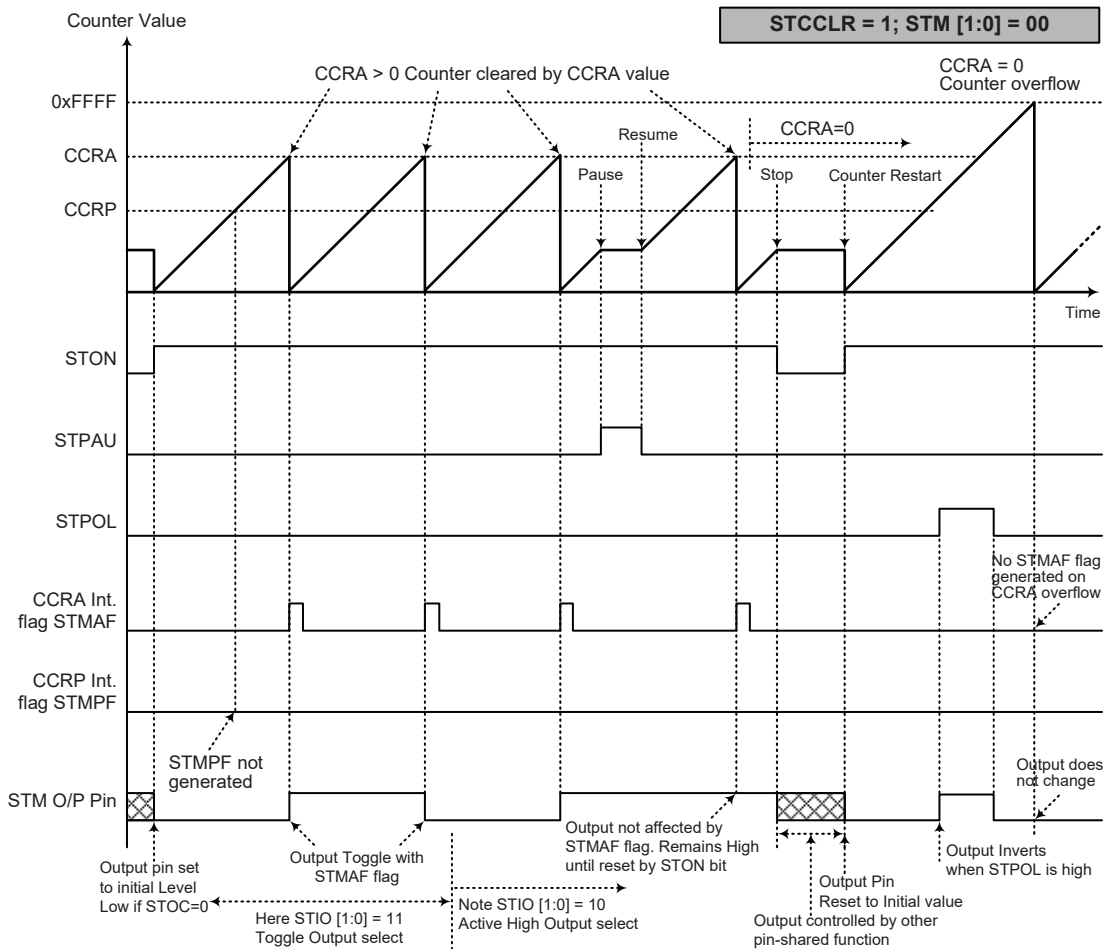 Counter Value
STCCLR = 1; STM [1:0] = 00
CCRA > 0 Counter cleared by CCRA value
CCRA = 0
Counter overflow
0xFFFF
Resume
CCRA=0
CCRA
Pause
Stop
Counter Restart
CCRP
Time
STON
STPAU
STPOL
No STMAF flag
generated on
CCRA overflow
CCRA Int.
flag STMAF
CCRP Int.
flag STMPF
STMPF not
generated
Output does
not change
STM O/P Pin
Output pin set
to initial Level
Low if STOC=0
Output Toggle with
STMAF flag
Output not affected by
STMAF flag. Remains High
until reset by STON bit
Output Inverts
when STPOL is high
Output Pin
Reset to Initial value
Here STIO [1:0] = 11
Toggle Output select
Note STIO [1:0] = 10
Active High Output select
Output controlled by other
pin-shared function